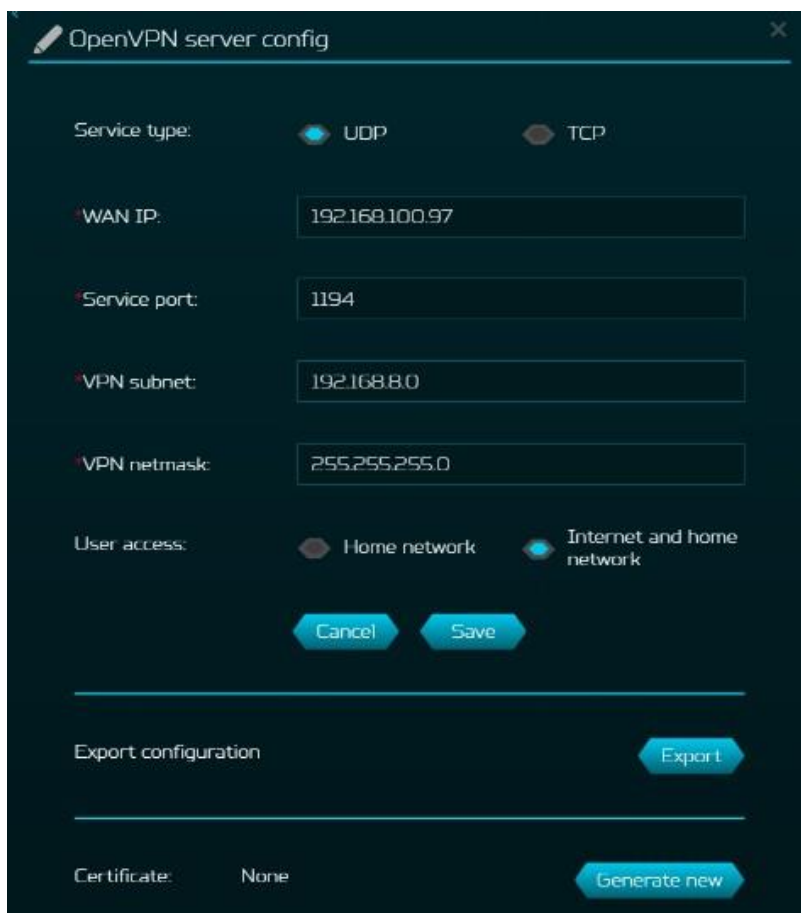 OpenVPN server config
Service type: UDP TCP
*WAN IP: 192.168.100.97
*Service port: 1194
*VPN subnet: 192.168.8.0
*VPN netmask: 255.255.255.0
User access: Home network Internet and home
network
Cancel Save
Export configuration Export
Certificate: None Generate new